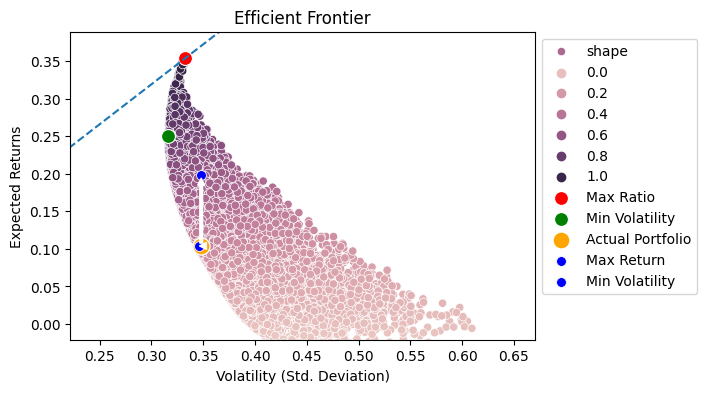 Efficient Frontier
Expected Returns
0.35
0.30
0.25
0.20
0.15
0.10
0.05
0.00
0.25 0.30 0.35 0.40 0.45 0.50 0.55 0.60 0.65
Volatility (Std. Deviation)
shape
0.0
0.2
0.4
0.6
0.8
1.0
Max Ratio
Min Volatility
Actual Portfolio
Max Return
Min Volatility